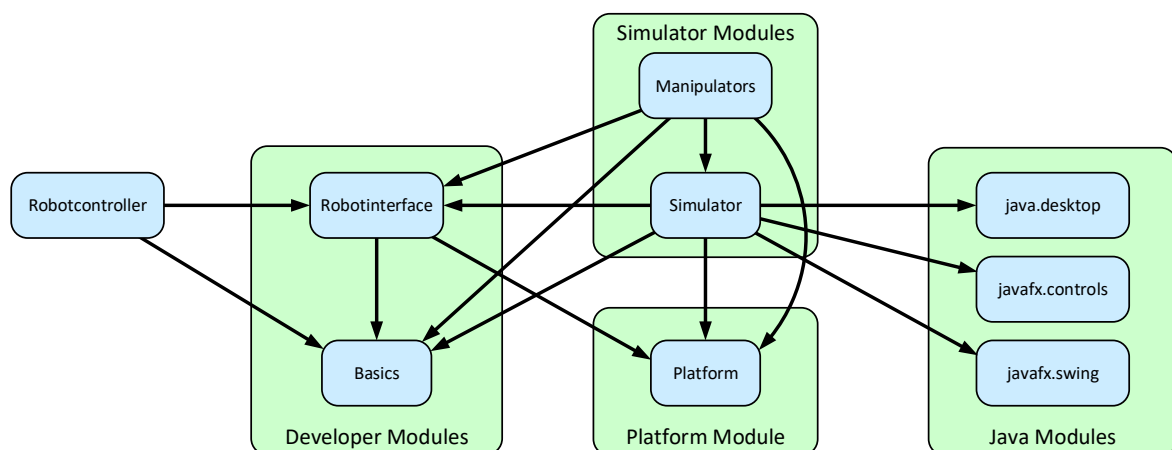 Simulator Modules
Manipulators
Robotcontroller
Robotinterface
Simulator
java.desktop
javafx.controls
Basics
Platform
javafx.swing
Developer Modules
Platform Module
Java Modules